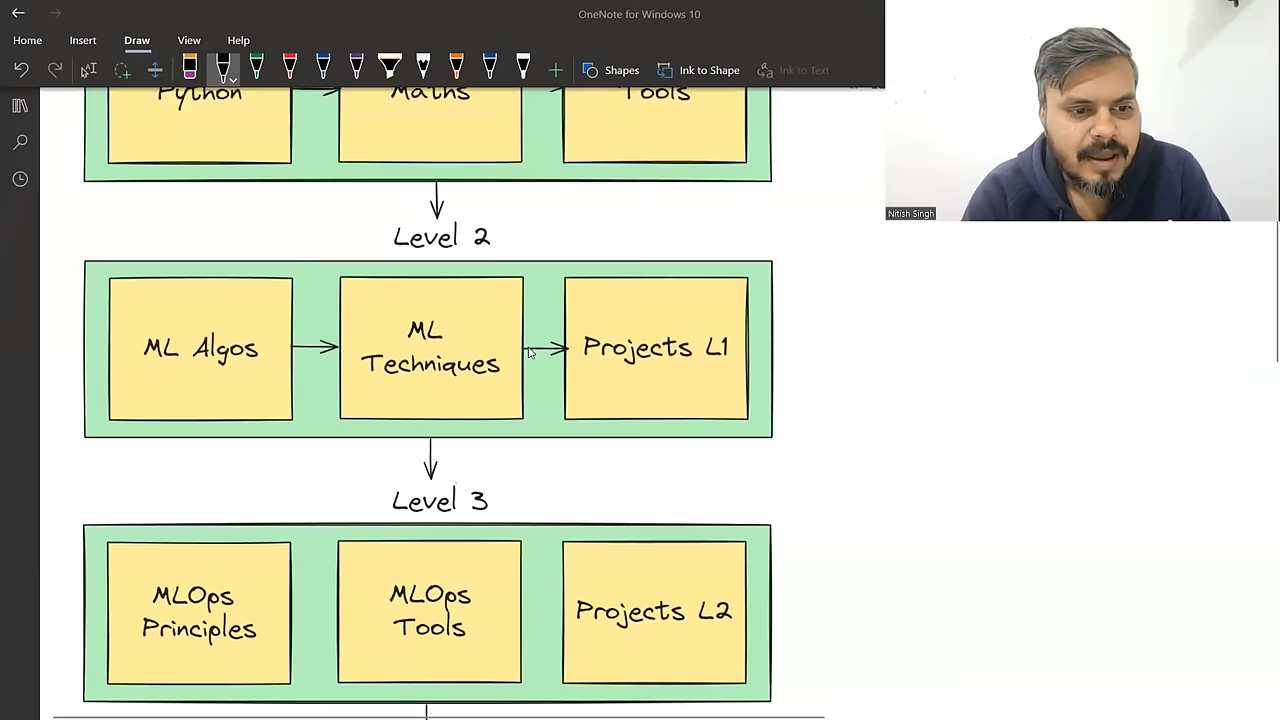 OneNote for Windows 10
Home Insert Draw View Help
Shapes Ink to Shape Ink to Text
Python Maths Tools
Level 2
ML Algos
ML
Techniques
Projects L1
Level 3
MLOps
Principles
MLOps
Tools
Projects L2
Nitish Singh